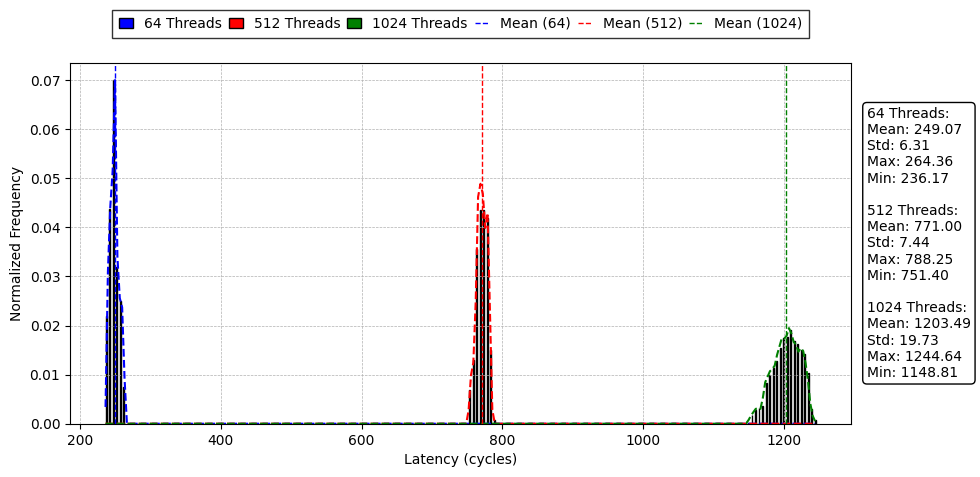 64 Threads 512 Threads 1024 Threads Mean (64) Mean (512) Mean (1024)
0.07
0.06
0.05
0.04
0.03
0.02
0.01
0.00
Normalized Frequency
200 400 600 800 1000 1200
Latency (cycles)
64 Threads:
Mean: 249.07
Std: 6.31
Max: 264.36
Min: 236.17
512 Threads:
Mean: 771.00
Std: 7.44
Max: 788.25
Min: 751.40
1024 Threads:
Mean: 1203.49
Std: 19.73
Max: 1244.64
Min: 1148.81